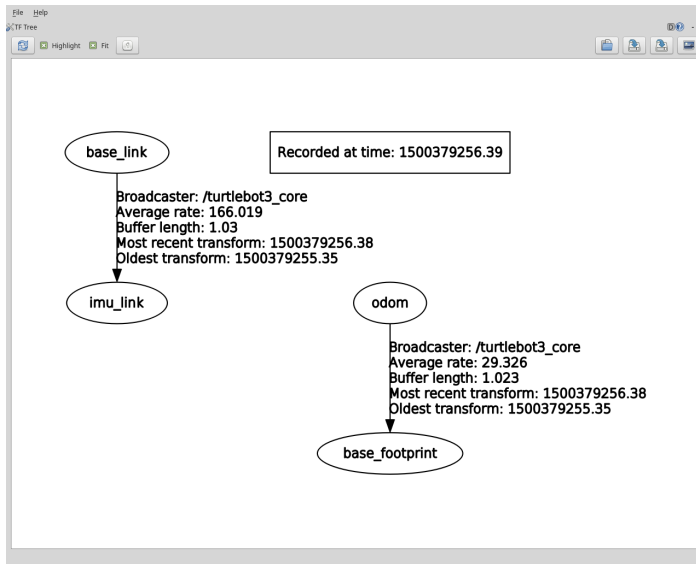 File Help
TF Tree
D
Highlight Fit
base_link
Recorded at time: 1500379256.39
Broadcaster: /turtlebot3_core
Average rate: 166.019
Buffer length: 1.03
Most recent transform: 1500379256.38
Oldest transform: 1500379255.35
imu_link
odom
Broadcaster: /turtlebot3_core
Average rate: 29.326
Buffer length: 1.023
Most recent transform: 1500379256.38
Oldest transform: 1500379255.35
base_footprint